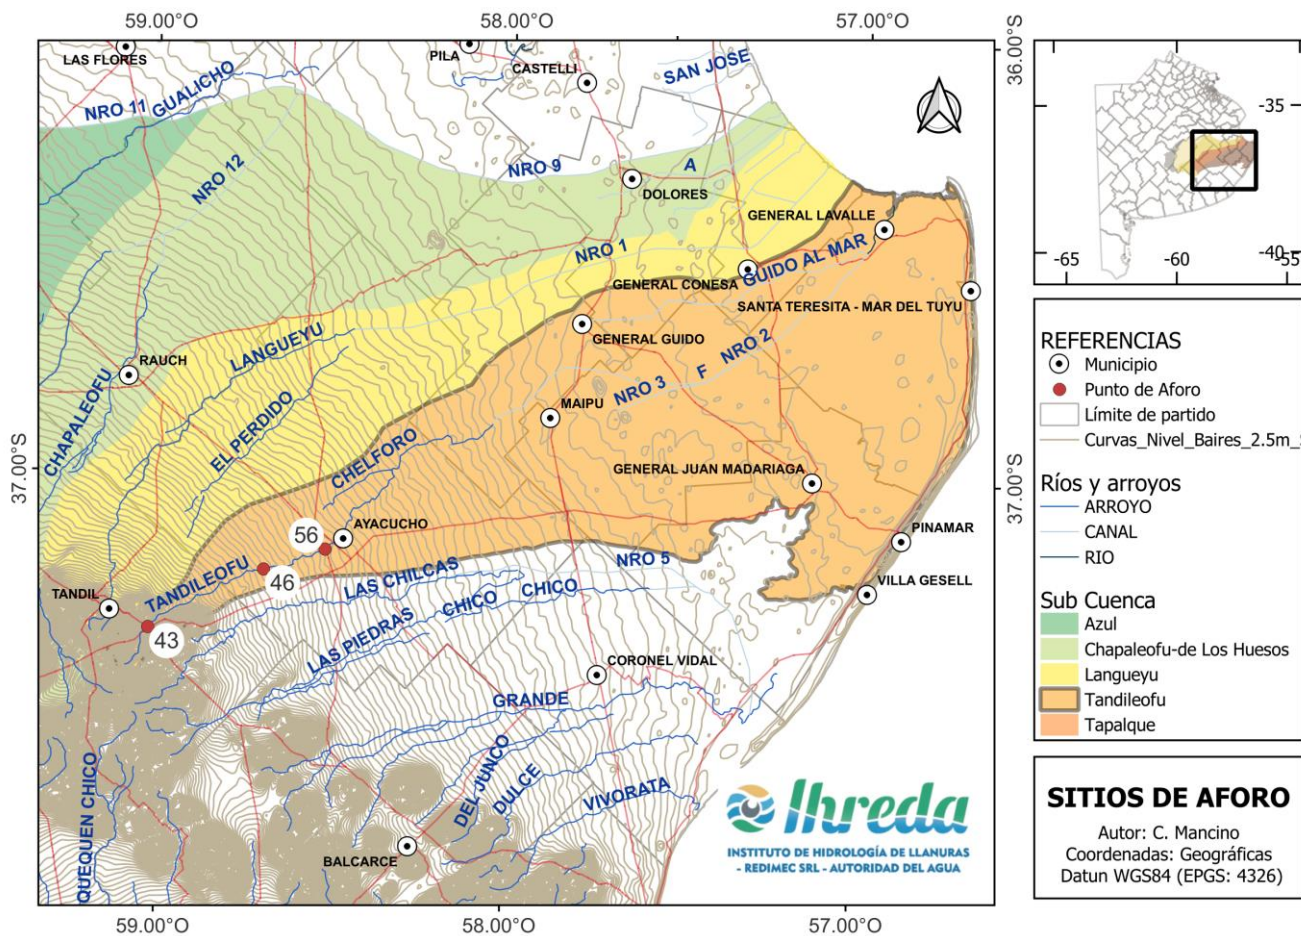 59.00°O
58.00°O
57.00°O
36.00°S
LAS FLORES
PILA
CASTELLI
SAN JOSE
NRO 11
GUALICHO
NRO 12
NRO 9
A
DOLORES
GENERAL LAVALLE
NRO 1
GUIDO AL MAR
GENERAL CONESA
SANTA TERESITA - MAR DEL TUYU
LANGUEYU
GENERAL GUIDO
RAUCH
NRO 2
F
NRO 3
CHAPALEOFU
EL PERDIDO
MAIPU
CHELFORO
37.00°S
37.00°S
GENERAL JUAN MADARIAGA
56
AYACUCHO
PINAMAR
46
TANDILEOFU
LAS CHILCAS
NRO 5
VILLA GESELL
TANDIL
43
CHICO
CHICO
LAS PIEDRAS
CORONEL VIDAL
GRANDE
DEL JUNCO
DULCE
VIVORATA
QUEQUEN CHICO
BALCARCE
Ihreda
INSTITUTO DE HIDROLOGÍA DE LLANURAS
- REDIMEC SRL - AUTORIDAD DEL AGUA
59.00°O
58.00°O
57.00°O
-35
-40
-65
-60
-55
REFERENCIAS
Municipio
Punto de Aforo
Límite de partido
Curvas_Nivel_Baires_2.5m_
Ríos y arroyos
ARROYO
CANAL
RIO
Sub Cuenca
Azul
Chapaleofu-de Los Huesos
Langueyu
Tandileofu
Tapalque
SITIOS DE AFORO
Autor: C. Mancino
Coordenadas: Geográficas
Datun WGS84 (EPGS: 4326)